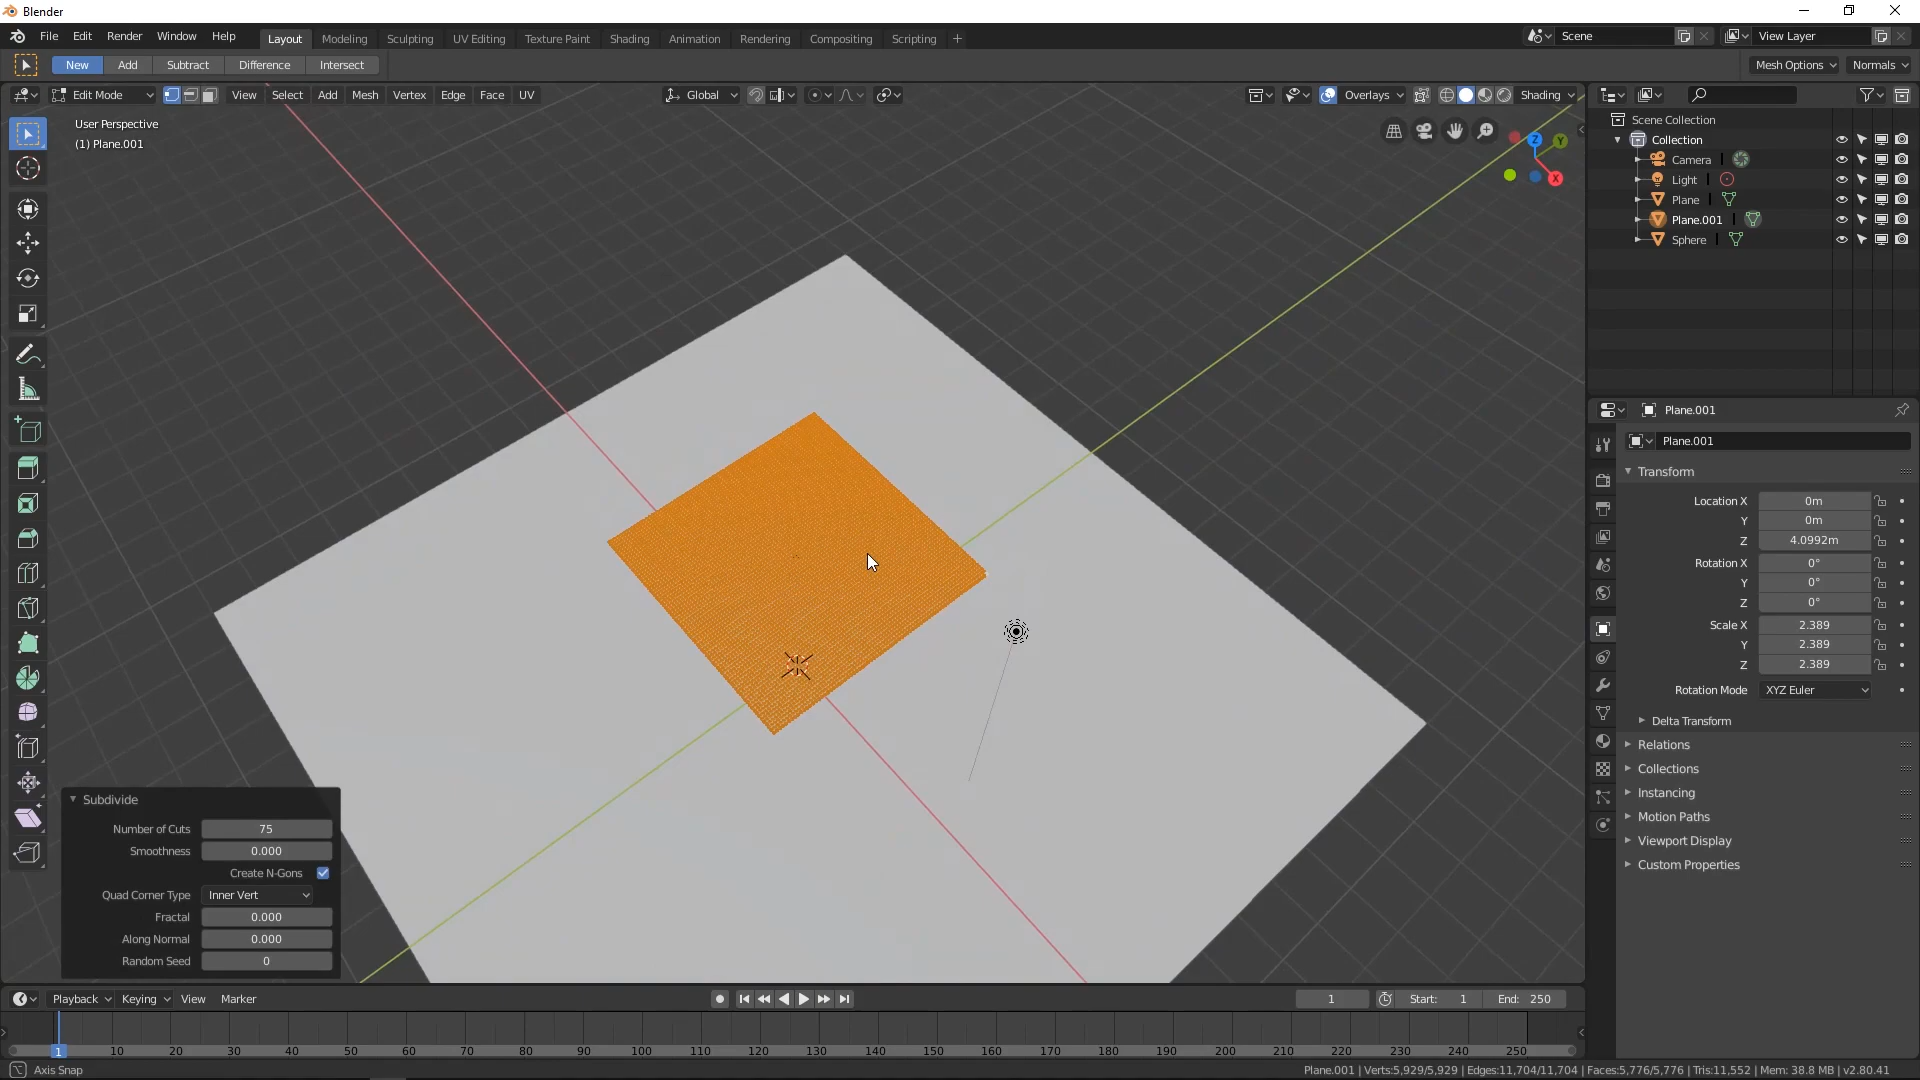 Blender
File Edit Render Window Help
Layout Modeling Sculpting UV Editing Texture Paint Shading Animation Rendering Compositing Scripting +
Scene
View Layer
New Add Subtract Difference Intersect
Mesh Options Normals
Edit Mode View Select Add Mesh Vertex Edge Face UV
Global
Overlays
Shading
User Perspective
(1) Plane.001
Z
Y
X
Scene Collection
Collection
Camera
Light
Plane
Plane.001
Sphere
Plane.001
Plane.001
Transform
Location X 0m
Y 0m
Z 4.0992m
Rotation X 0°
Y 0°
Z 0°
Scale X 2.389
Y 2.389
Z 2.389
Rotation Mode XYZ Euler
Delta Transform
Relations
Collections
Instancing
Motion Paths
Viewport Display
Custom Properties
Subdivide
Number of Cuts 75
Smoothness 0.000
Create N-Gons
Quad Corner Type Inner Vert
Fractal 0.000
Along Normal 0.000
Random Seed 0
Playback Keying View Marker
1
Start: 1
End: 250
1 10 20 30 40 50 60 70 80 90 100 110 120 130 140 150 160 170 180 190 200 210 220 230 240 250
Axis Snap
Plane.001 | Verts:5,929/5,929 | Edges:11,704/11,704 | Faces:5,776/5,776 | Tris:11,552 | Mem: 38.8 MB | v2.80.41